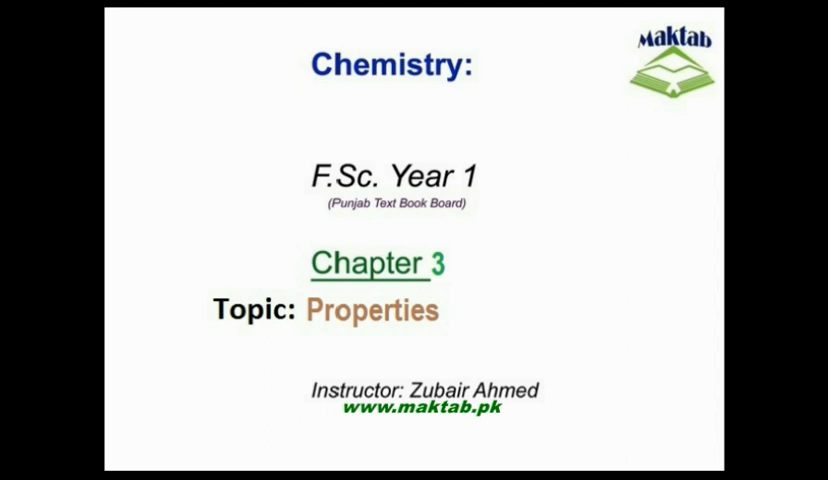 Maktab
Chemistry:
F.Sc. Year 1
(Punjab Text Book Board)
Chapter 3
Topic: Properties
Instructor: Zubair Ahmed
www.maktab.pk